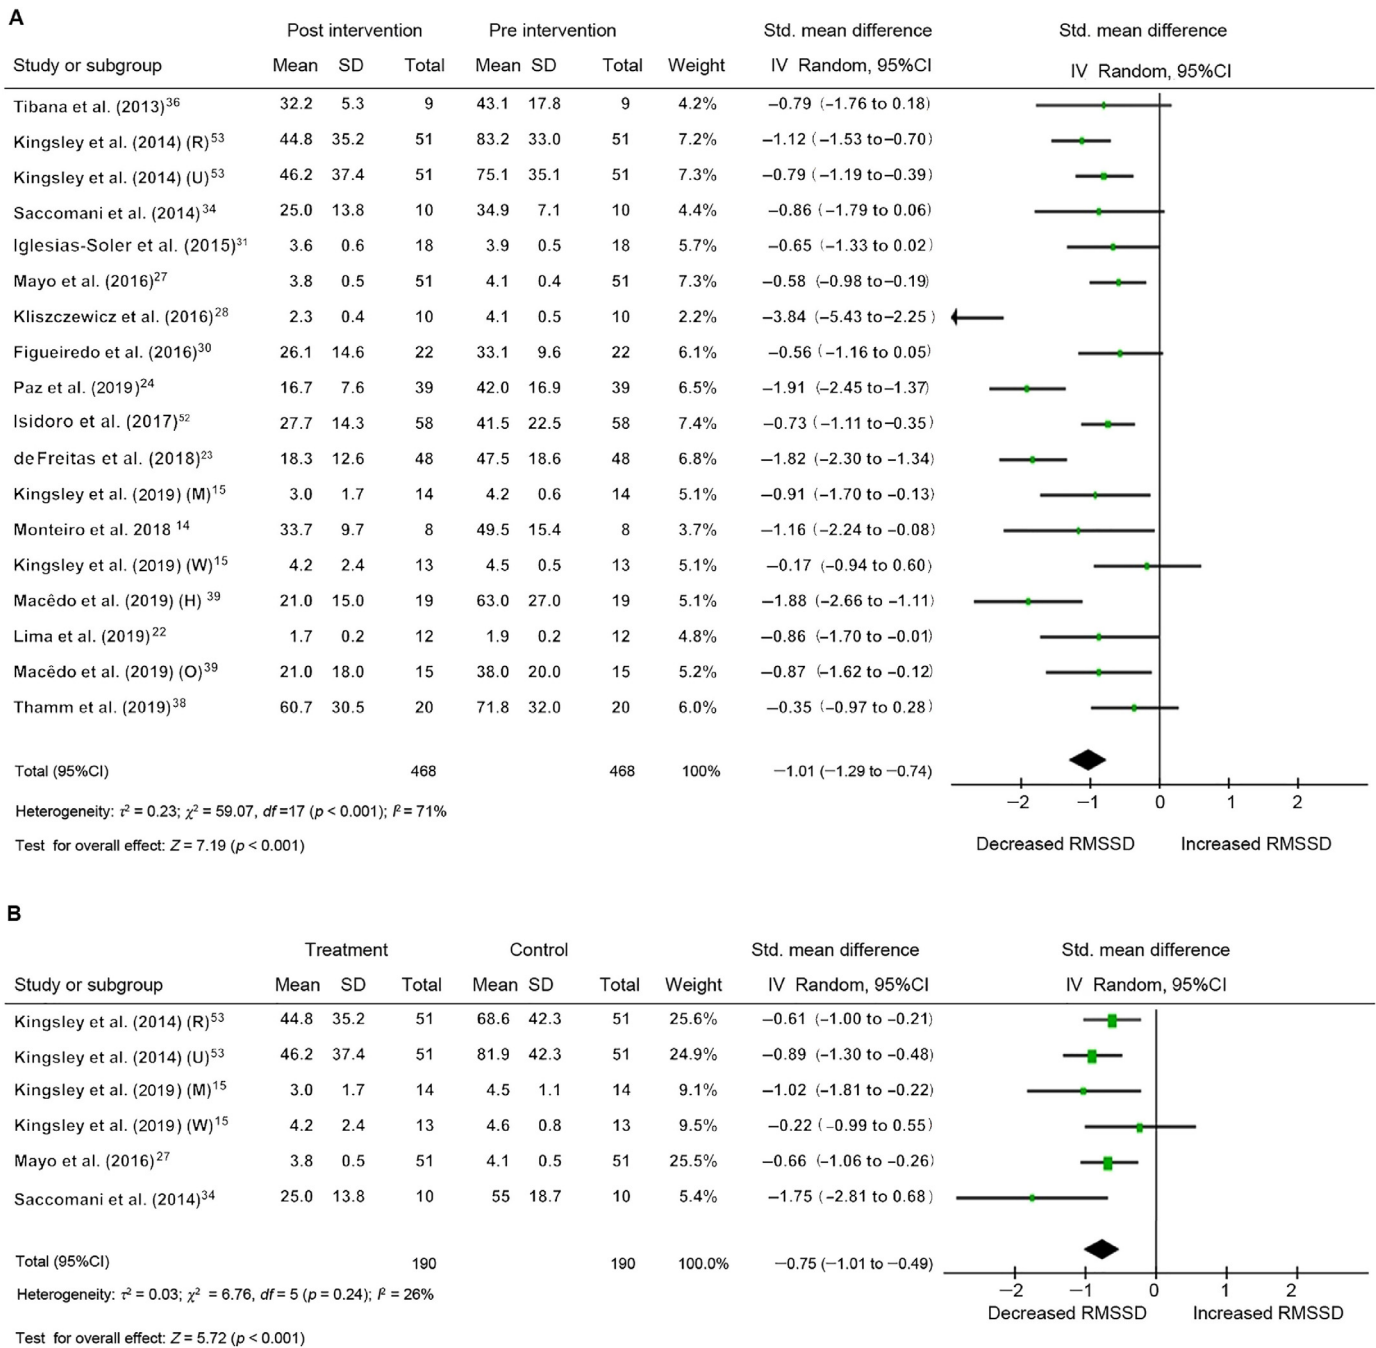 A
Post intervention Pre intervention Std. mean difference Std. mean difference
Study or subgroup Mean SD Total Mean SD Total Weight IV Random, 95%CI IV Random, 95%CI
Tibana et al. (2013)36 32.2 5.3 9 43.1 17.8 9 4.2% −0.79 (−1.76 to 0.18)
Kingsley et al. (2014) (R)53 44.8 35.2 51 83.2 33.0 51 7.2% −1.12 (−1.53 to−0.70)
Kingsley et al. (2014) (U)53 46.2 37.4 51 75.1 35.1 51 7.3% −0.79 (−1.19 to−0.39)
Saccomani et al. (2014)34 25.0 13.8 10 34.9 7.1 10 4.4% −0.86 (−1.79 to 0.06)
Iglesias-Soler et al. (2015)31 3.6 0.6 18 3.9 0.5 18 5.7% −0.65 (−1.33 to 0.02)
Mayo et al. (2016)27 3.8 0.5 51 4.1 0.4 51 7.3% −0.58 (−0.98 to−0.19)
Kliszczewicz et al. (2016)28 2.3 0.4 10 4.1 0.5 10 2.2% −3.84 (−5.43 to−2.25 )
Figueiredo et al. (2016)30 26.1 14.6 22 33.1 9.6 22 6.1% −0.56 (−1.16 to 0.05)
Paz et al. (2019)24 16.7 7.6 39 42.0 16.9 39 6.5% −1.91 (−2.45 to−1.37)
Isidoro et al. (2017)52 27.7 14.3 58 41.5 22.5 58 7.4% −0.73 (−1.11 to−0.35)
de Freitas et al. (2018)23 18.3 12.6 48 47.5 18.6 48 6.8% −1.82 (−2.30 to −1.34)
Kingsley et al. (2019) (M)15 3.0 1.7 14 4.2 0.6 14 5.1% −0.91 (−1.70 to −0.13)
Monteiro et al. 2018 14 33.7 9.7 8 49.5 15.4 8 3.7% −1.16 (−2.24 to −0.08)
Kingsley et al. (2019) (W)15 4.2 2.4 13 4.5 0.5 13 5.1% −0.17 (−0.94 to 0.60)
Macêdo et al. (2019) (H) 39 21.0 15.0 19 63.0 27.0 19 5.1% −1.88 (−2.66 to −1.11)
Lima et al. (2019)22 1.7 0.2 12 1.9 0.2 12 4.8% −0.86 (−1.70 to −0.01)
Macêdo et al. (2019) (O)39 21.0 18.0 15 38.0 20.0 15 5.2% −0.87 (−1.62 to −0.12)
Thamm et al. (2019)38 60.7 30.5 20 71.8 32.0 20 6.0% −0.35 (−0.97 to 0.28)
Total (95%CI) 468 468 100% −1.01 (−1.29 to −0.74)
Heterogeneity: τ2 = 0.23; χ2 = 59.07, df =17 (p < 0.001); I2 = 71%
−2 −1 0 1 2
Test for overall effect: Z = 7.19 (p < 0.001)
Decreased RMSSD Increased RMSSD
B
Treatment Control Std. mean difference Std. mean difference
Study or subgroup Mean SD Total Mean SD Total Weight IV Random, 95%CI IV Random, 95%CI
Kingsley et al. (2014) (R)53 44.8 35.2 51 68.6 42.3 51 25.6% −0.61 (−1.00 to −0.21)
Kingsley et al. (2014) (U)53 46.2 37.4 51 81.9 42.3 51 24.9% −0.89 (−1.30 to −0.48)
Kingsley et al. (2019) (M)15 3.0 1.7 14 4.5 1.1 14 9.1% −1.02 (−1.81 to −0.22)
Kingsley et al. (2019) (W)15 4.2 2.4 13 4.6 0.8 13 9.5% −0.22 (−0.99 to 0.55)
Mayo et al. (2016)27 3.8 0.5 51 4.1 0.5 51 25.5% −0.66 (−1.06 to −0.26)
Saccomani et al. (2014)34 25.0 13.8 10 55 18.7 10 5.4% −1.75 (−2.81 to 0.68)
Total (95%CI) 190 190 100.0% −0.75 (−1.01 to −0.49)
Heterogeneity: τ2 = 0.03; χ2 = 6.76, df = 5 (p = 0.24); I2 = 26%
−2 −1 0 1 2
Decreased RMSSD Increased RMSSD
Test for overall effect: Z = 5.72 (p < 0.001)